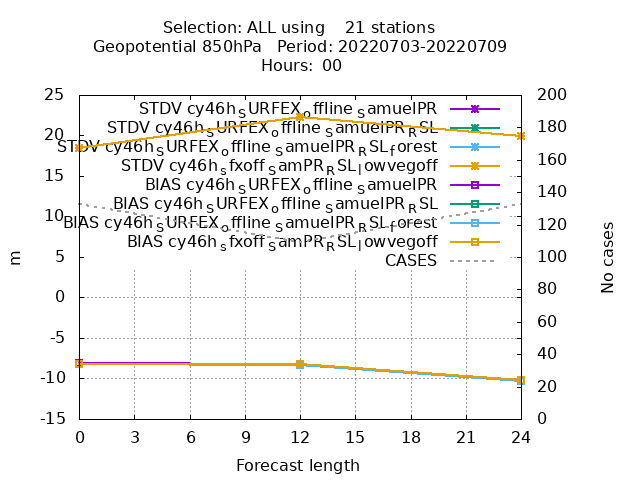 Selection: ALL using 21 stations
Geopotential 850hPa Period: 20220703-20220709
Hours: 00
STDV cy46h_SURFEX_offline_SamuelPR
STDV cy46h_SURFEX_offline_SamuelPR_RSL
STDV cy46h_SURFEX_offline_SamuelPR_RSL_forest
STDV cy46h_sfxoff_SamPR_RSL_lowvegoff
BIAS cy46h_SURFEX_offline_SamuelPR
BIAS cy46h_SURFEX_offline_SamuelPR_RSL
BIAS cy46h_SURFEX_offline_SamuelPR_RSL_forest
BIAS cy46h_sfxoff_SamPR_RSL_lowvegoff
CASES
25
20
15
10
5
0
-5
-10
-15
m
200
180
160
140
120
100
80
60
40
20
0
No cases
0 3 6 9 12 15 18 21 24
Forecast length